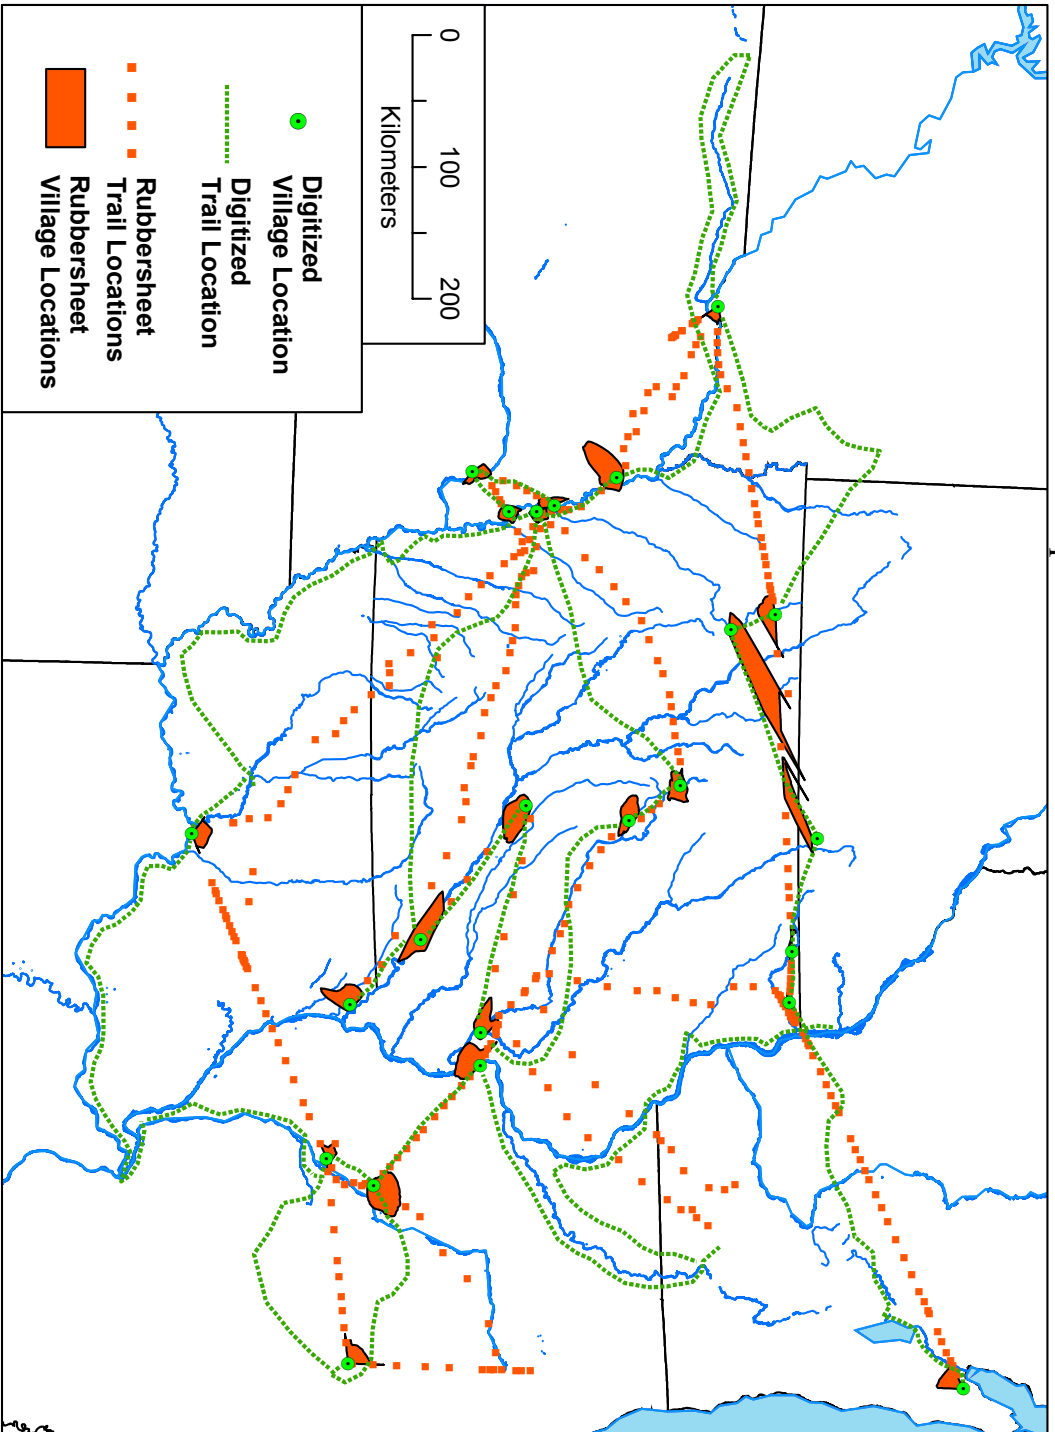 0 100 200
Kilometers
Digitized
Village Location
Digitized
Trail Location
Rubbersheet
Trail Locations
Rubbersheet
Village Locations